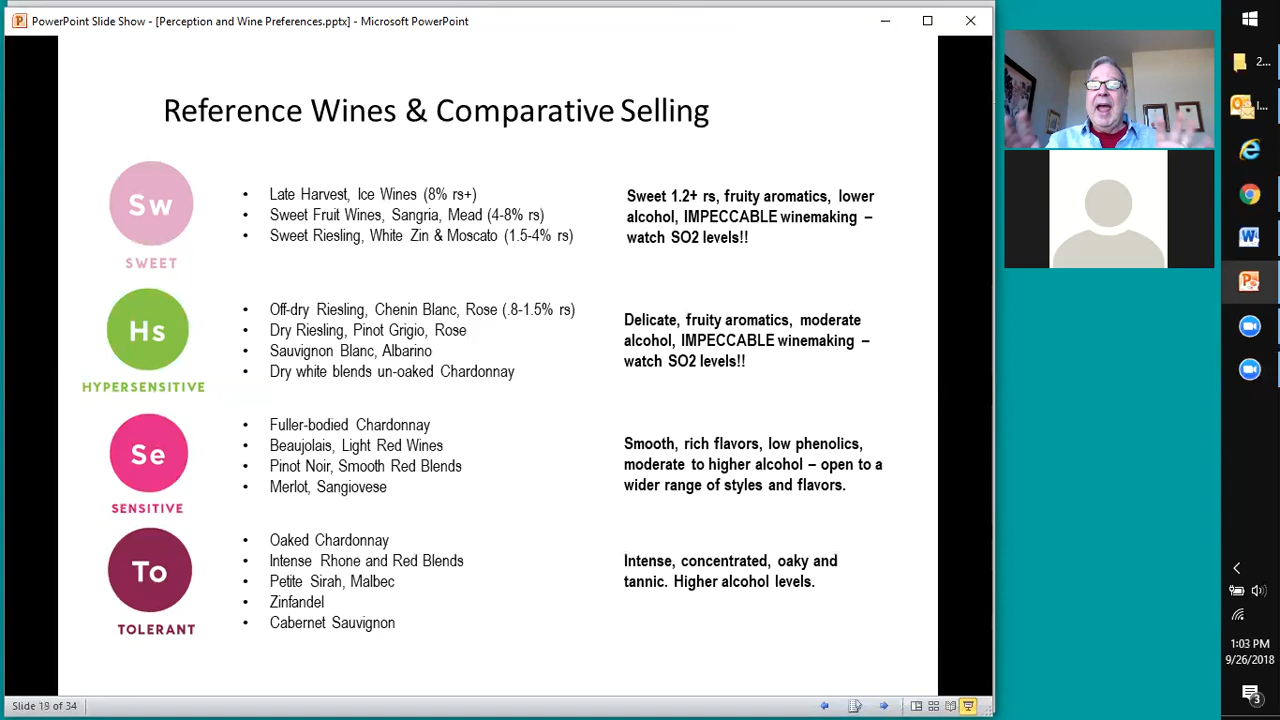 PowerPoint Slide Show - [Perception and Wine Preferences.pptx] - Microsoft PowerPoint
Reference Wines & Comparative Selling
Sw
SWEET
• Late Harvest, Ice Wines (8% rs+)
• Sweet Fruit Wines, Sangria, Mead (4-8% rs)
• Sweet Riesling, White Zin & Moscato (1.5-4% rs)
Sweet 1.2+ rs, fruity aromatics, lower
alcohol, IMPECCABLE winemaking –
watch SO2 levels!!
Hs
HYPERSENSITIVE
• Off-dry Riesling, Chenin Blanc, Rose (.8-1.5% rs)
• Dry Riesling, Pinot Grigio, Rose
• Sauvignon Blanc, Albarino
• Dry white blends un-oaked Chardonnay
Delicate, fruity aromatics, moderate
alcohol, IMPECCABLE winemaking –
watch SO2 levels!!
Se
SENSITIVE
• Fuller-bodied Chardonnay
• Beaujolais, Light Red Wines
• Pinot Noir, Smooth Red Blends
• Merlot, Sangiovese
Smooth, rich flavors, low phenolics,
moderate to higher alcohol – open to a
wider range of styles and flavors.
To
TOLERANT
• Oaked Chardonnay
• Intense Rhone and Red Blends
• Petite Sirah, Malbec
• Zinfandel
• Cabernet Sauvignon
Intense, concentrated, oaky and
tannic. Higher alcohol levels.
Slide 19 of 34
2...
I...
1:03 PM
9/26/2018
3